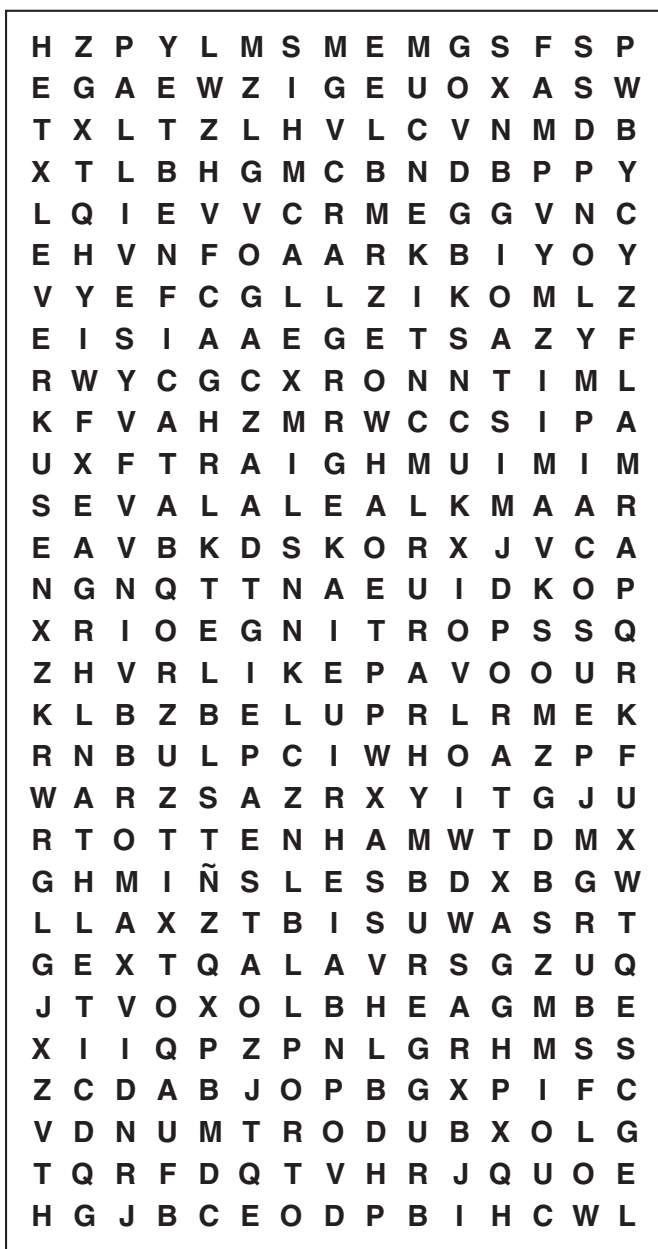 H Z P Y L M S M E M G S F S P
E G A E W Z I G E U O X A S W
T X L T Z L H V L C V N M D B
X T L B H G M C B N D B P P Y
L Q I E V V C R M E G G V N C
E H V N F O A A R K B I Y O Y
V Y E F C G L L Z I K O M L Z
E I S I A A E G E T S A Z Y F
R W Y C G C X R O N N T I M L
K F V A H Z M R W C C S I P A
U X F T R A I G H M U I M I M
S E V A L A L E A L K M A A R
E A V B K D S K O R X J V C A
N G N Q T T N A E U I D K O P
X R I O E G N I T R O P S S Q
Z H V R L I K E P A V O O U R
K L B Z B E L U P R L R M E K
R N B U L P C I W H O A Z P F
W A R Z S A Z R X Y I T G J U
R T O T T E N H A M W T D M X
G H M I Ñ S L E S B D X B G W
L L A X Z T B I S U W A S R T
G E X T Q A L A V R S G Z U Q
J T V O X O L B H E A G M B E
X I I Q P Z P N L G R H M S S
Z C D A B J O P B G X P I F C
V D N U M T R O D U B X O L G
T Q R F D Q T V H R J Q U O E
H G J B C E O D P B I H C W L